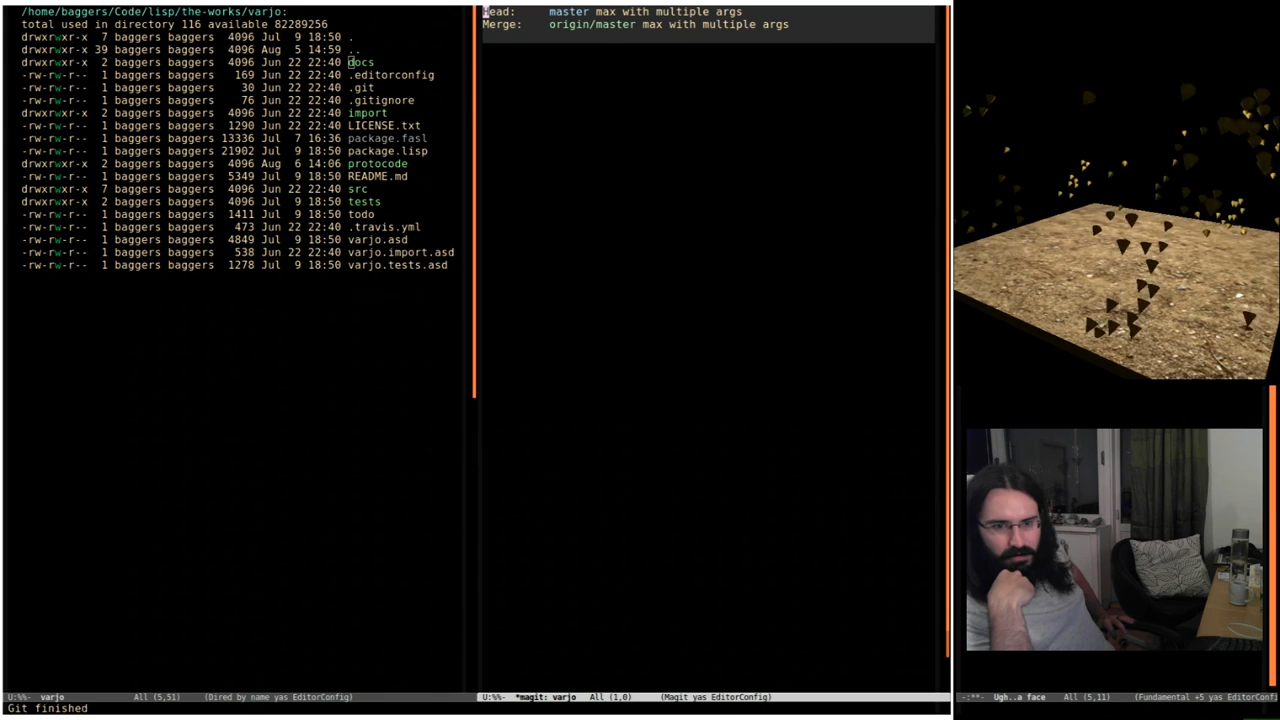 /home/baggers/Code/lisp/the-works/varjo:
total used in directory 116 available 82289256
drwxrwxr-x 7 baggers baggers 4096 Jul 9 18:50 .
drwxrwxr-x 39 baggers baggers 4096 Aug 5 14:59 ..
drwxrwxr-x 2 baggers baggers 4096 Jun 22 22:40 docs
-rw-rw-r-- 1 baggers baggers 169 Jun 22 22:40 .editorconfig
-rw-rw-r-- 1 baggers baggers 30 Jun 22 22:40 .git
-rw-rw-r-- 1 baggers baggers 76 Jun 22 22:40 .gitignore
drwxrwxr-x 2 baggers baggers 4096 Jun 22 22:40 import
-rw-rw-r-- 1 baggers baggers 1290 Jun 22 22:40 LICENSE.txt
-rw-rw-r-- 1 baggers baggers 13336 Jul 7 16:36 package.fasl
-rw-rw-r-- 1 baggers baggers 21902 Jul 9 18:50 package.lisp
drwxrwxr-x 2 baggers baggers 4096 Aug 6 14:06 protocode
-rw-rw-r-- 1 baggers baggers 5349 Jul 9 18:50 README.md
drwxrwxr-x 7 baggers baggers 4096 Jun 22 22:40 src
drwxrwxr-x 2 baggers baggers 4096 Jul 9 18:50 tests
-rw-rw-r-- 1 baggers baggers 1411 Jul 9 18:50 todo
-rw-rw-r-- 1 baggers baggers 473 Jun 22 22:40 .travis.yml
-rw-rw-r-- 1 baggers baggers 4849 Jul 9 18:50 varjo.asd
-rw-rw-r-- 1 baggers baggers 538 Jun 22 22:40 varjo.import.asd
-rw-rw-r-- 1 baggers baggers 1278 Jul 9 18:50 varjo.tests.asd
U:%%- varjo All (5,51) (Dired by name yas EditorConfig)
Git finished
Head: master max with multiple args
Merge: origin/master max with multiple args
U:%%- *magit: varjo All (1,0) (Magit yas EditorConfig)
-:**- Ugh..a face All (5,11) (Fundamental +5 yas EditorConfi